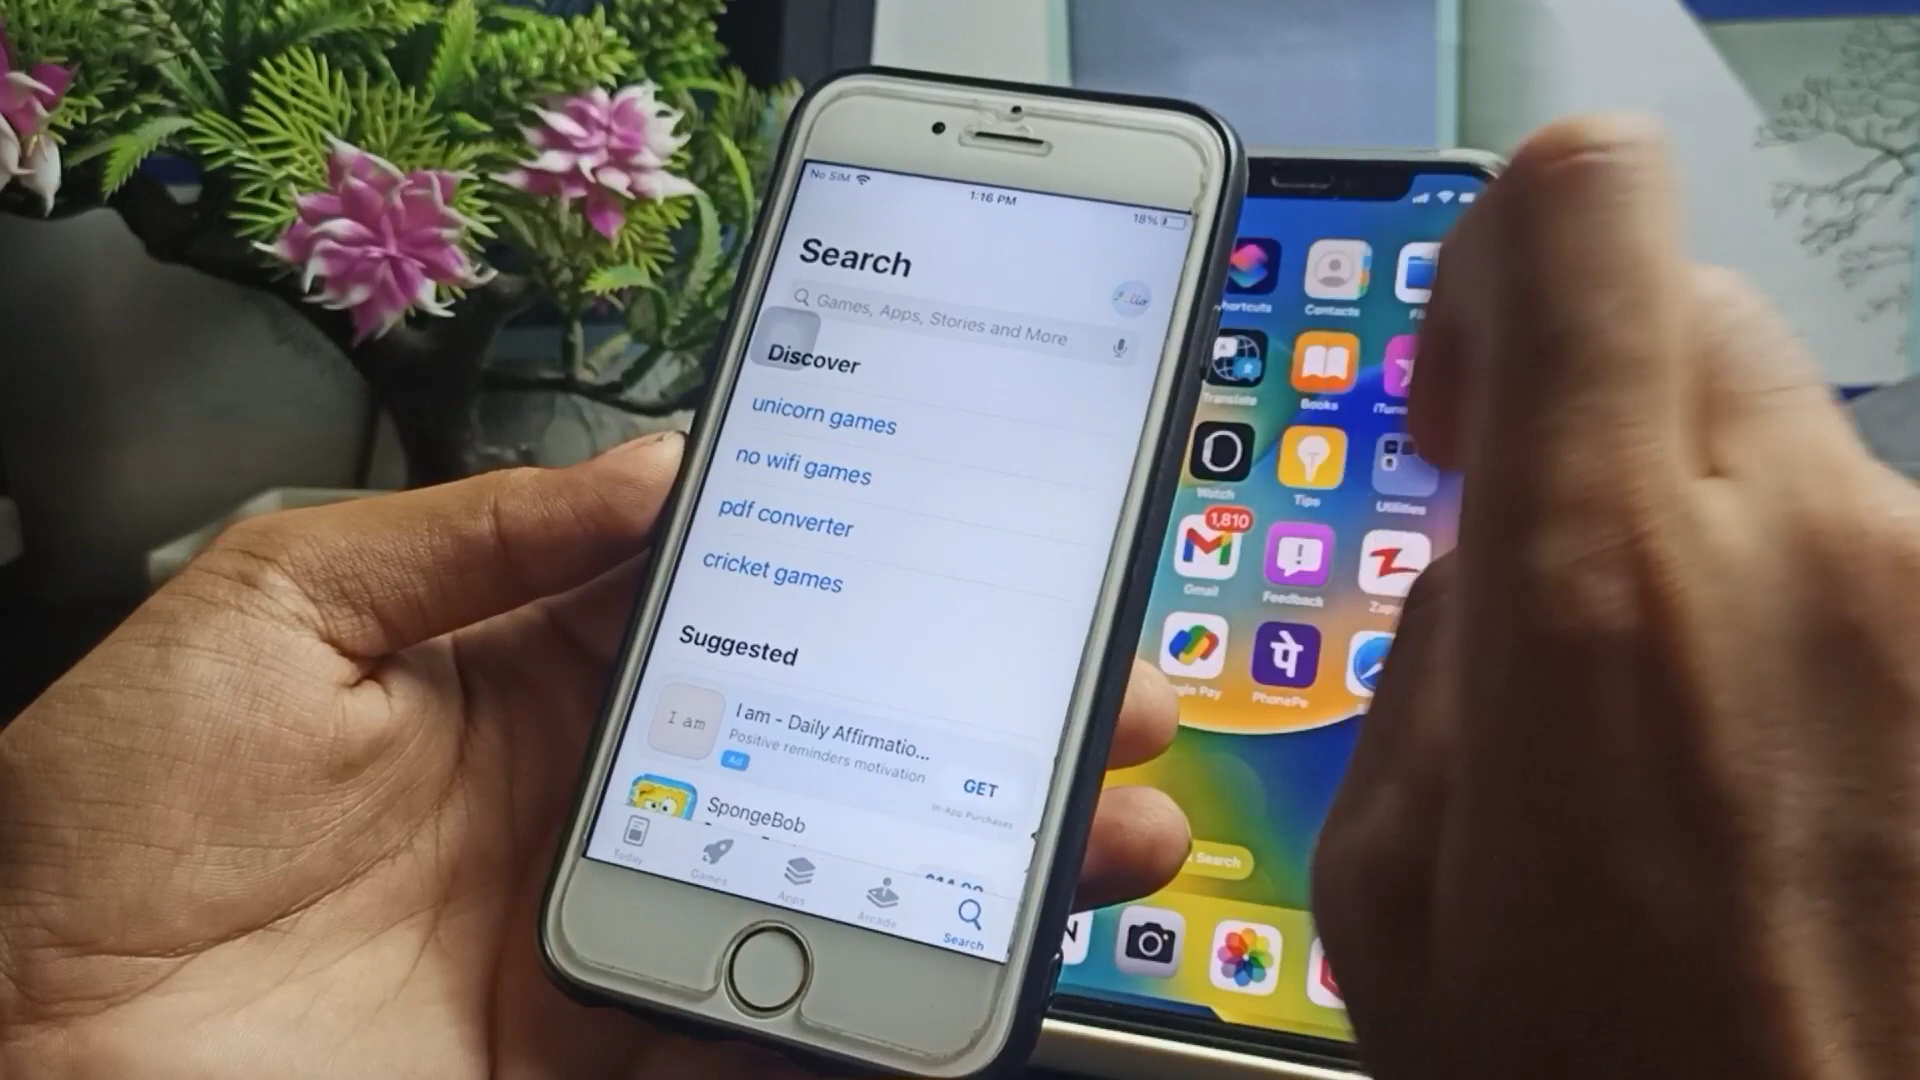 No SIM
1:16 PM
18%
Search
Games, Apps, Stories and More
Discover
unicorn games
no wifi games
pdf converter
cricket games
Suggested
I am
I am - Daily Affirmatio...
Positive reminders motivation
Ad
GET
In-App Purchases
SpongeBob
Today
Games
Apps
Arcade
Search
Contacts
Translate
Books
Watch
Tips
Utilities
1,810
Gmail
Feedback
पे
Pay
PhonePe
Search